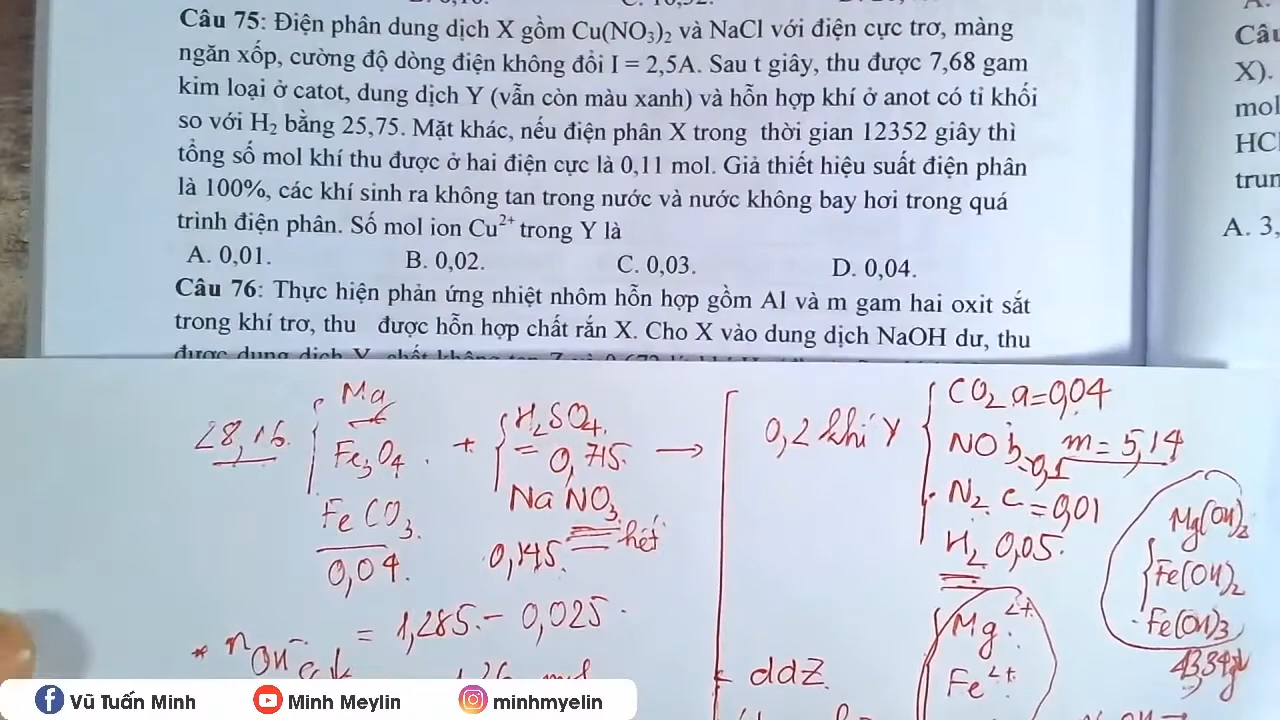 Câu 75: Điện phân dung dịch X gồm Cu(NO₃)₂ và NaCl với điện cực trơ, màng
ngăn xốp, cường độ dòng điện không đổi I = 2,5A. Sau t giây, thu được 7,68 gam
kim loại ở catot, dung dịch Y (vẫn còn màu xanh) và hỗn hợp khí ở anot có tỉ khối
so với H₂ bằng 25,75. Mặt khác, nếu điện phân X trong thời gian 12352 giây thì
tổng số mol khí thu được ở hai điện cực là 0,11 mol. Giả thiết hiệu suất điện phân
là 100%, các khí sinh ra không tan trong nước và nước không bay hơi trong quá
trình điện phân. Số mol ion Cu²⁺ trong Y là
A. 0,01. B. 0,02. C. 0,03. D. 0,04.
Câu 76: Thực hiện phản ứng nhiệt nhôm hỗn hợp gồm Al và m gam hai oxit sắt
trong khí trơ, thu được hỗn hợp chất rắn X. Cho X vào dung dịch NaOH dư, thu
Câu
X).
mol
HCl
trun
A. 3,
28,16.
Mg
Fe₃O₄.
FeCO₃.
0,04.
+
H₂SO₄.
= 0,715.
NaNO₃
0,145. hết
→
0,2 khí Y
CO₂ a=0,04
NO b=0,1
N₂ c=0,01
H₂ 0,05.
m = 5,14
Mg(OH)₂
Fe(OH)₂
Fe(OH)₃
43,34g
* nOH⁻ = 1,285 - 0,025.
ddZ
Mg²⁺
Fe²⁺
Vũ Tuấn Minh
Minh Meylin
minhmyelin